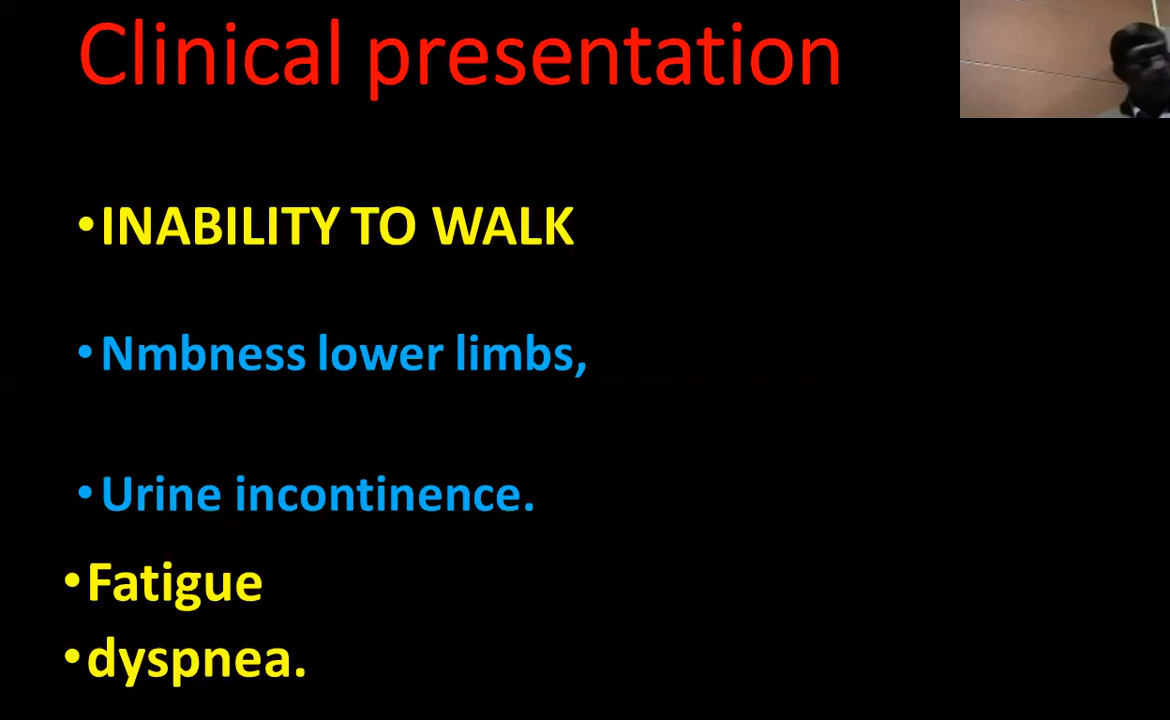 Clinical presentation
•INABILITY TO WALK
•Nmbness lower limbs,
•Urine incontinence.
•Fatigue
•dyspnea.